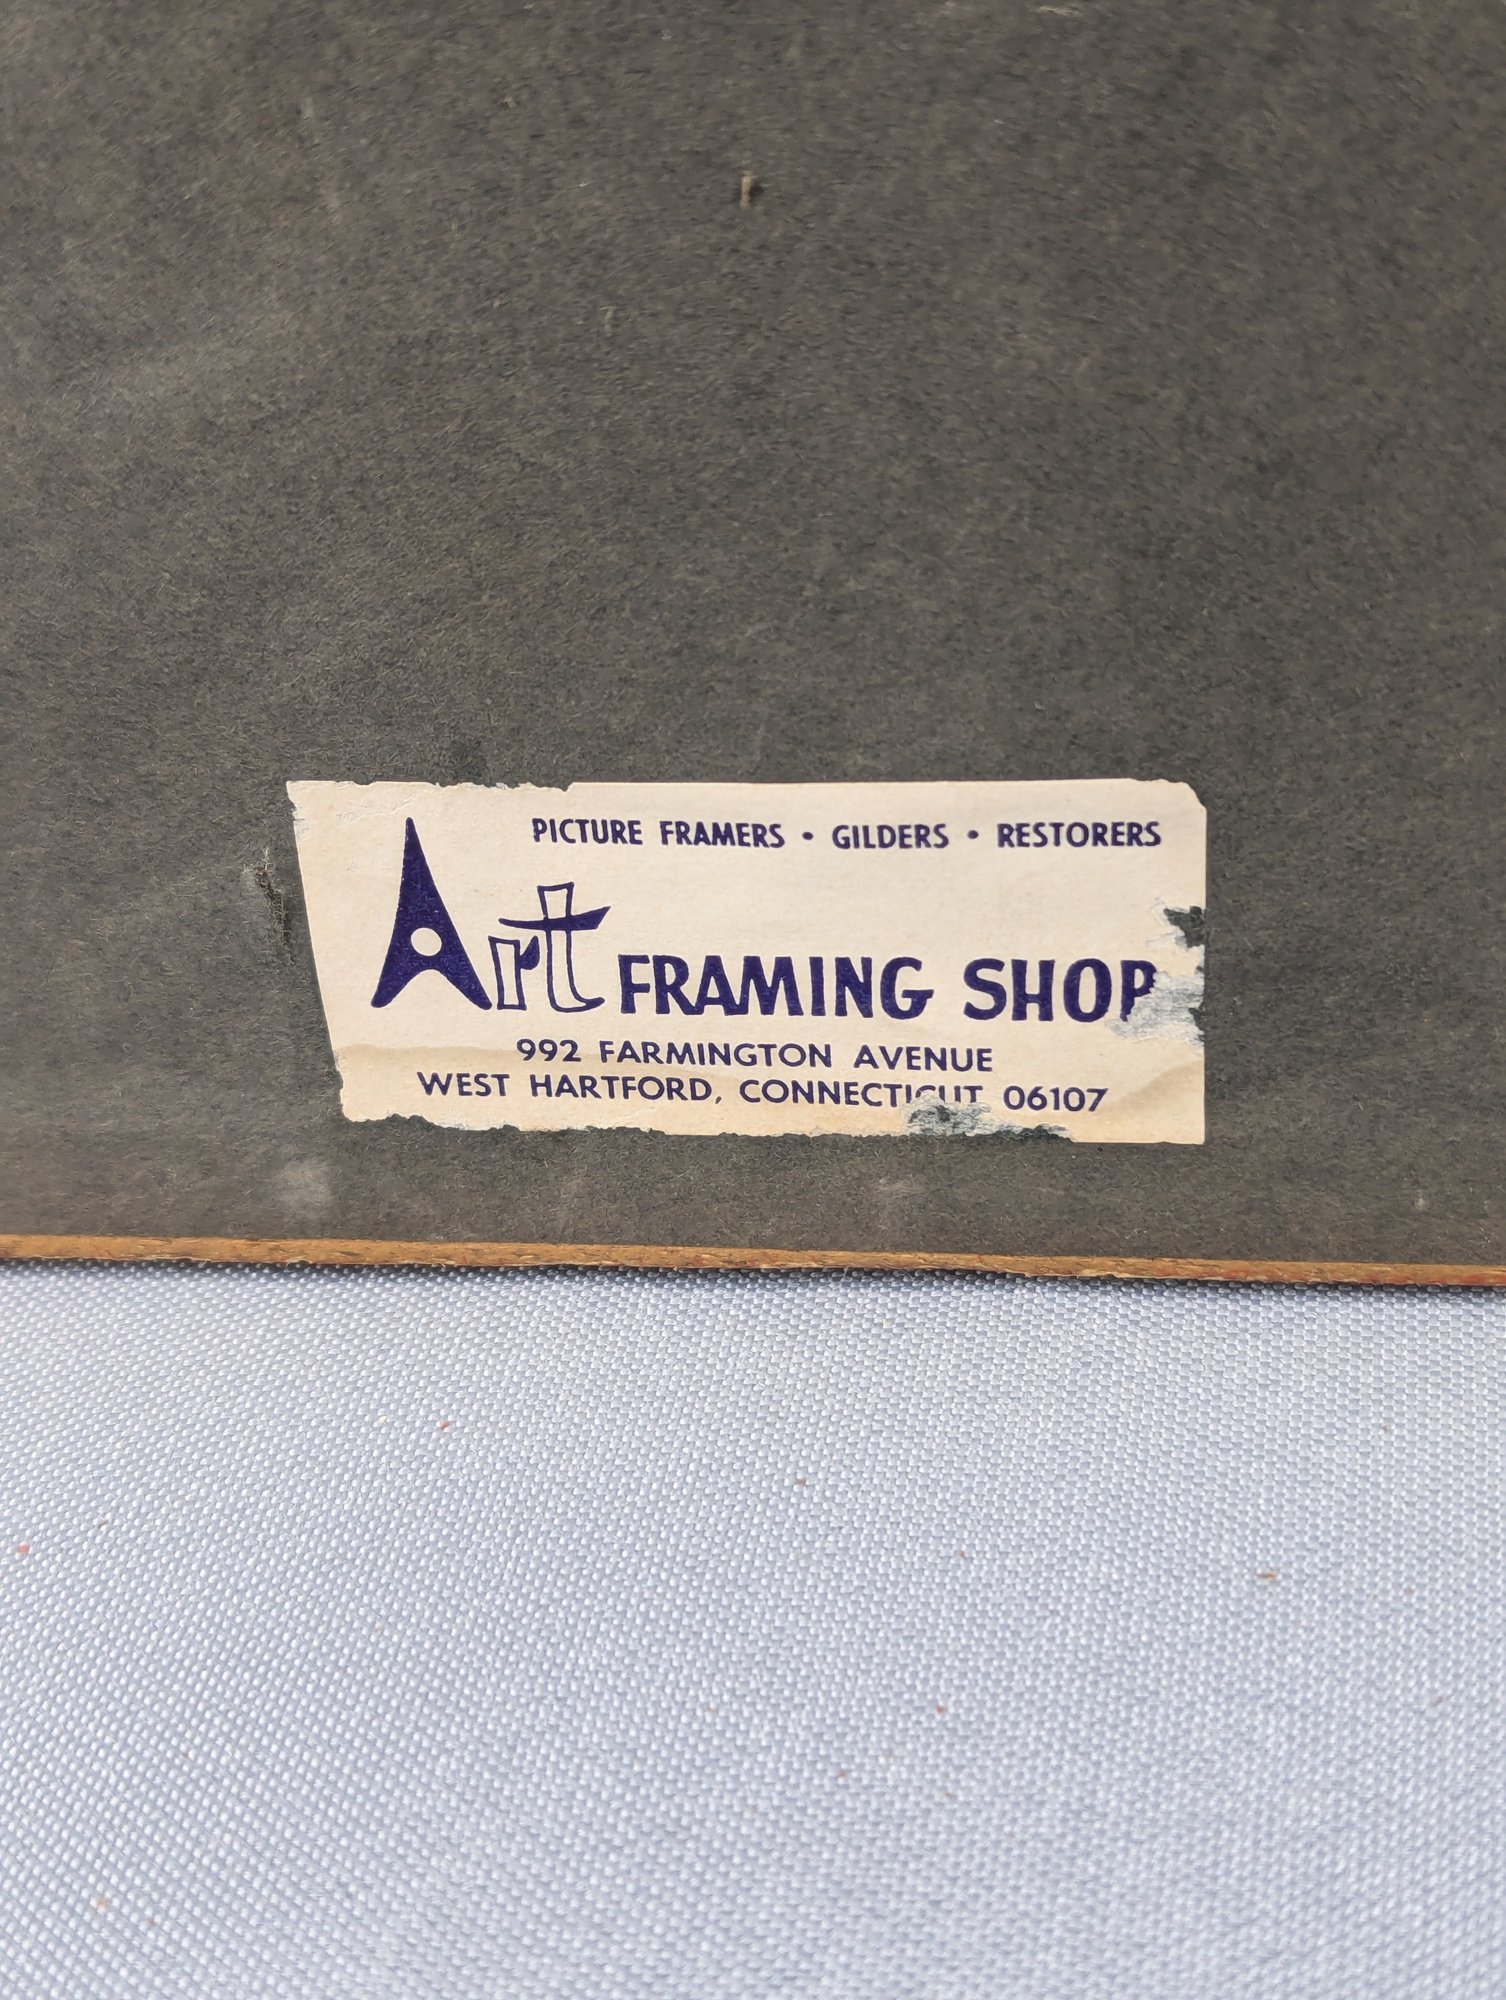 PICTURE FRAMERS • GILDERS • RESTORERS
Art FRAMING SHOP
992 FARMINGTON AVENUE
WEST HARTFORD, CONNECTICUT 06107